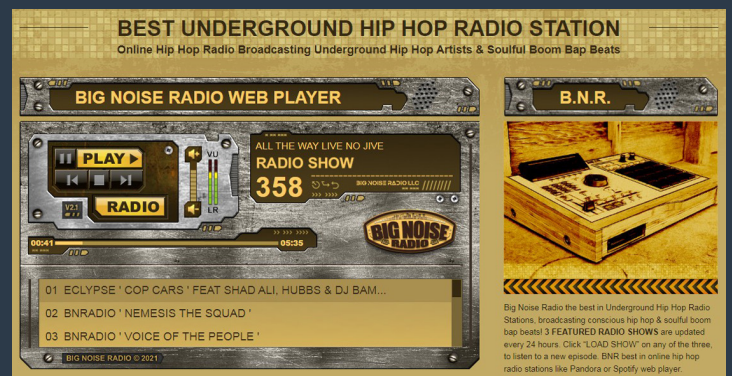 BEST UNDERGROUND HIP HOP RADIO STATION
Online Hip Hop Radio Broadcasting Underground Hip Hop Artists & Soulful Boom Bap Beats
BIG NOISE RADIO WEB PLAYER
B.N.R.
PLAY
VU
V2.1
RADIO
LR
ALL THE WAY LIVE NO JIVE
RADIO SHOW
358
BIG NOISE RADIO LLC
00:41
05:35
BIG NOISE
RADIO
01 ECLYPSE ' COP CARS ' FEAT SHAD ALI, HUBBS & DJ BAM...
02 BNRADIO ' NEMESIS THE SQUAD '
03 BNRADIO ' VOICE OF THE PEOPLE '
BIG NOISE RADIO © 2021
Big Noise Radio the best in Underground Hip Hop Radio
Stations, broadcasting conscious hip hop & soulful boom
bap beats! 3 FEATURED RADIO SHOWS are updated
every 24 hours. Click "LOAD SHOW" on any of the three,
to listen to a new episode. BNR best in online hip hop
radio stations like Pandora or Spotify web player.